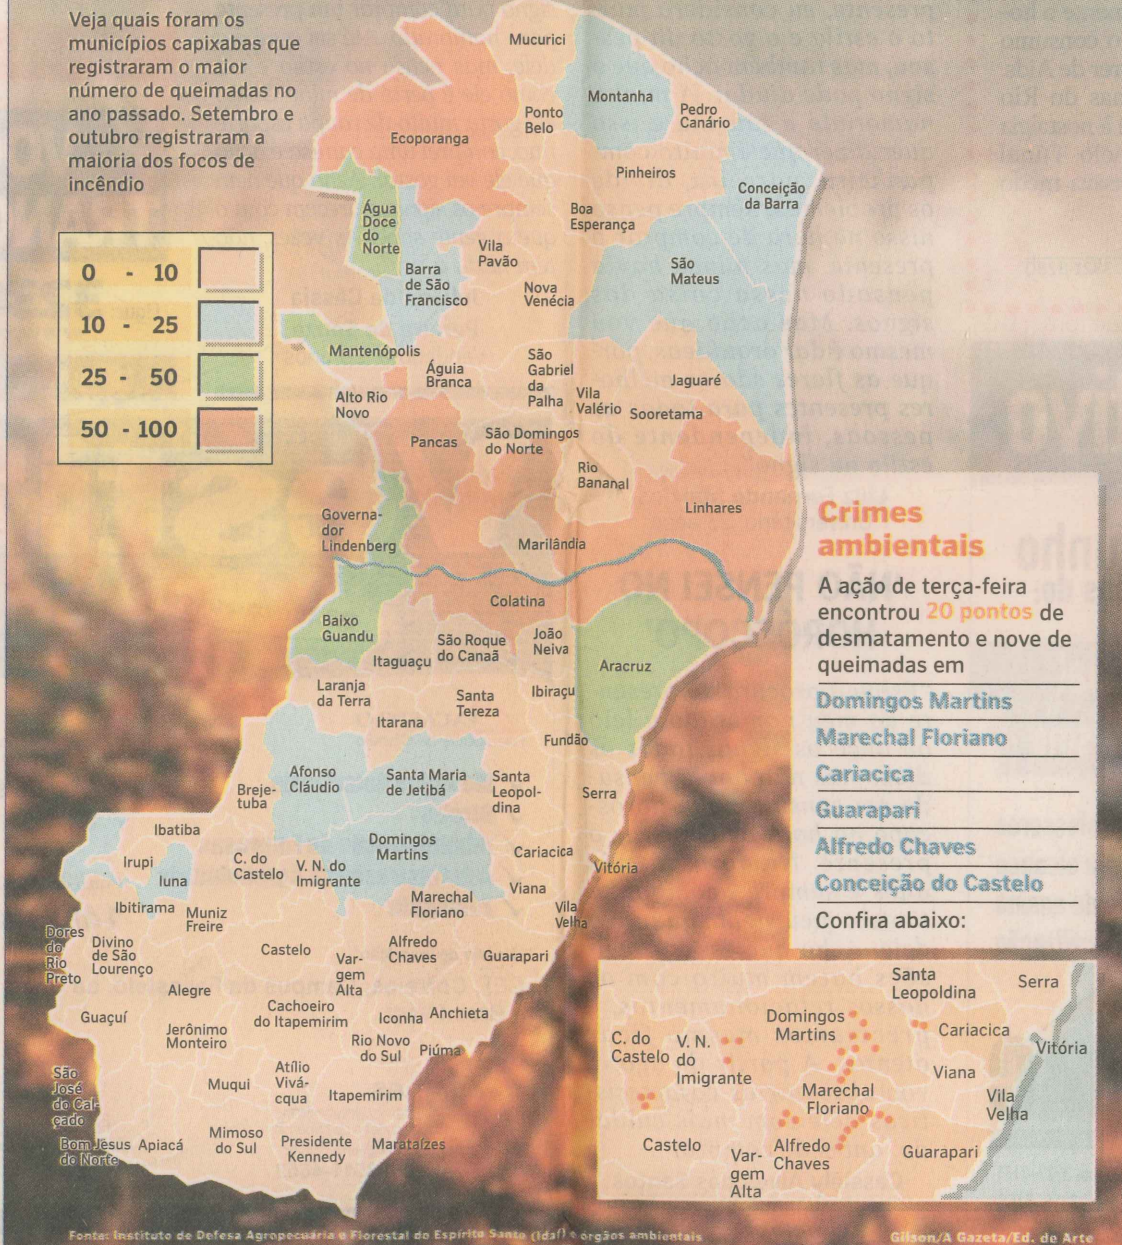 Veja quais foram os
municípios capixabas que
registraram o maior
número de queimadas no
ano passado. Setembro e
outubro registraram a
maioria dos focos de
incêndio
0 - 10
10 - 25
25 - 50
50 - 100
Mucurici
Montanha
Ponto
Belo
Pedro
Canário
Ecoporanga
Pinheiros
Conceição
da Barra
Água
Doce
do
Norte
Boa
Esperança
Vila
Pavão
Barra
de São
Francisco
São
Mateus
Nova
Venécia
Mantenópolis
Águia
Branca
São
Gabriel
da
Palha
Vila
Valério
Jaguaré
Sooretama
Alto Rio
Novo
Pancas
São Domingos
do Norte
Rio
Bananal
Linhares
Governa-
dor
Lindenberg
Marilândia
Colatina
Baixo
Guandu
São Roque
do Canaã
João
Neiva
Itaguaçu
Aracruz
Laranja
da Terra
Santa
Tereza
Ibiraçu
Itarana
Fundão
Afonso
Cláudio
Santa Maria
de Jetibá
Santa
Leopol-
dina
Breje-
tuba
Serra
Ibatiba
Domingos
Martins
Irupi
C. do
Castelo
V. N. do
Imigrante
Cariacica
Vitória
Iuna
Viana
Ibitirama
Muniz
Freire
Marechal
Floriano
Vila
Velha
Dores
do
Rio
Preto
Divino
de São
Lourenço
Castelo
Var-
gem
Alta
Alfredo
Chaves
Guarapari
Alegre
Guaçuí
Cachoeiro
do Itapemirim
Iconha
Anchieta
Jerônimo
Monteiro
Rio Novo
do Sul
Piúma
São
José
do Cal-
çado
Muqui
Atílio
Vivá-
cqua
Itapemirim
Bom Jesus
do Norte
Apiacá
Mimoso
do Sul
Presidente
Kennedy
Marataízes
Crimes
ambientais
A ação de terça-feira
encontrou 20 pontos de
desmatamento e nove de
queimadas em
Domingos Martins
Marechal Floriano
Cariacica
Guarapari
Alfredo Chaves
Conceição do Castelo
Confira abaixo:
Santa
Leopoldina
Serra
Domingos
Martins
Cariacica
C. do
Castelo
V. N.
do
Imigrante
Vitória
Viana
Marechal
Floriano
Vila
Velha
Castelo
Var-
gem
Alta
Alfredo
Chaves
Guarapari
Fonte: Instituto de Defesa Agropecuária e Florestal do Espírito Santo (Idaf) e órgãos ambientais
Gilson/A Gazeta/Ed. de Arte